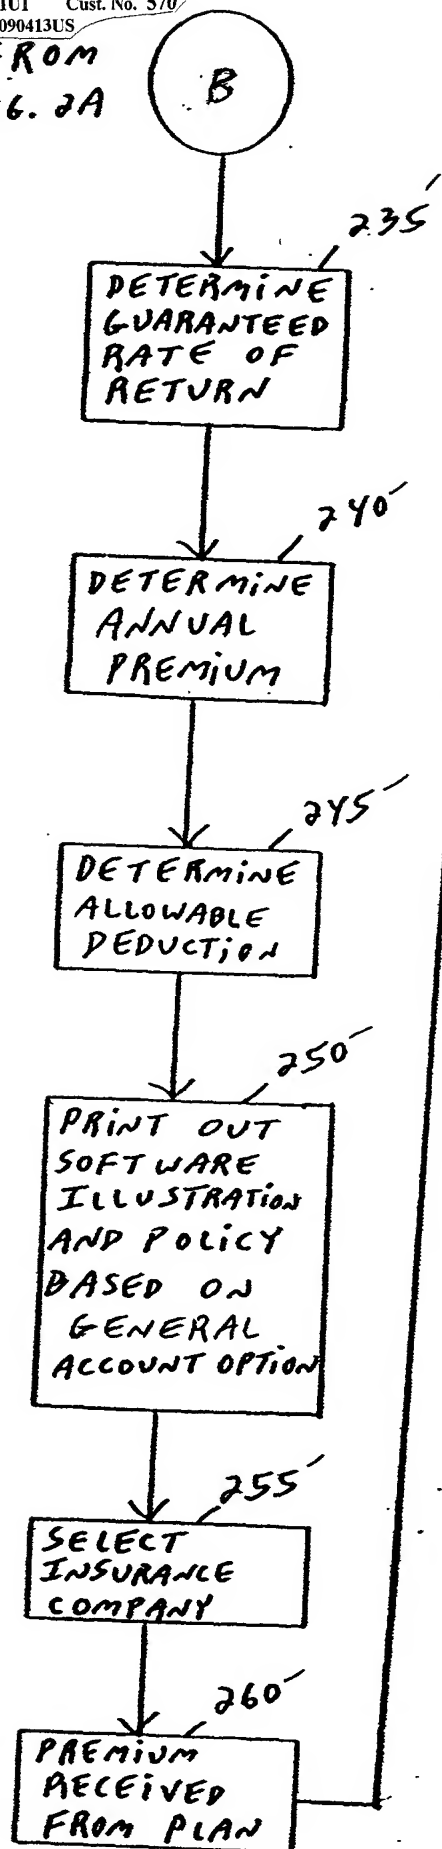 Cust. No. 570
090413US
FROM
G. 2A
B
235
DETERMINE
GUARANTEED
RATE OF
RETURN
240
DETERMINE
ANNUAL
PREMIUM
245
DETERMINE
ALLOWABLE
DEDUCTION
250
PRINT OUT
SOFTWARE
ILLUSTRATION
AND POLICY
BASED ON
GENERAL
ACCOUNT OPTION
255
SELECT
INSURANCE
COMPANY
260
PREMIUM
RECEIVED
FROM PLAN